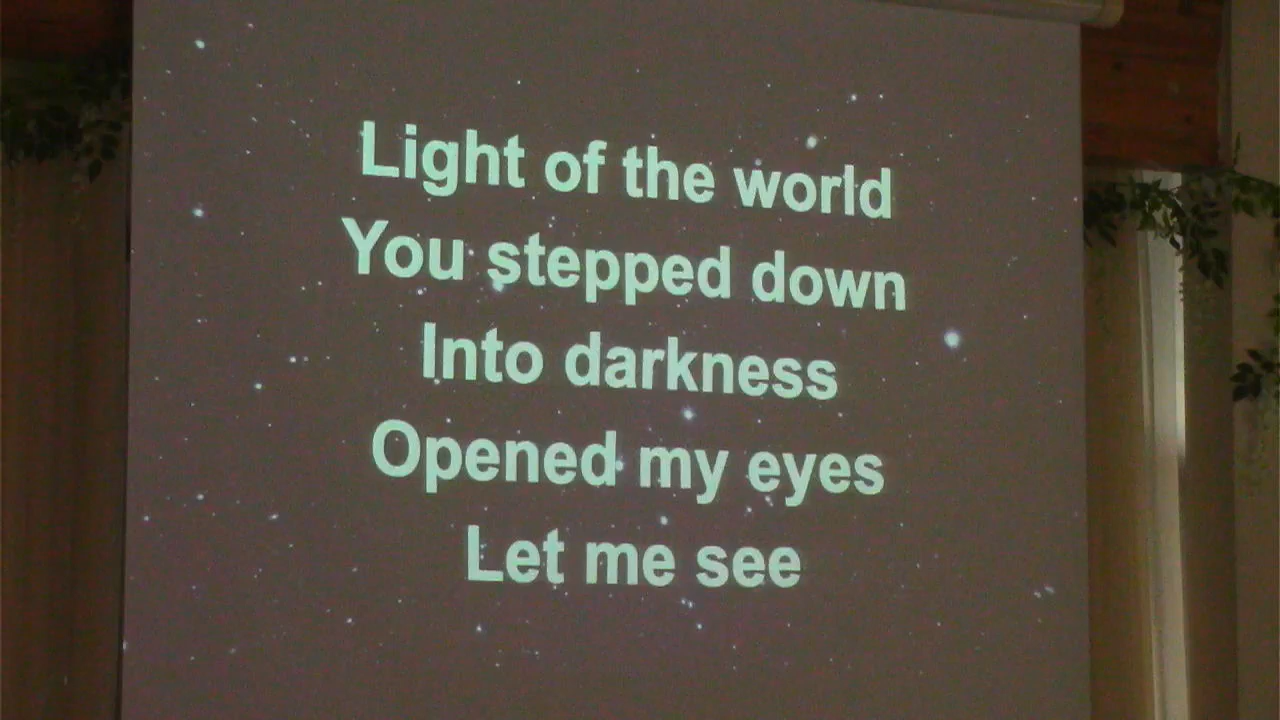 Light of the world
You stepped down
Into darkness
Opened my eyes
Let me see